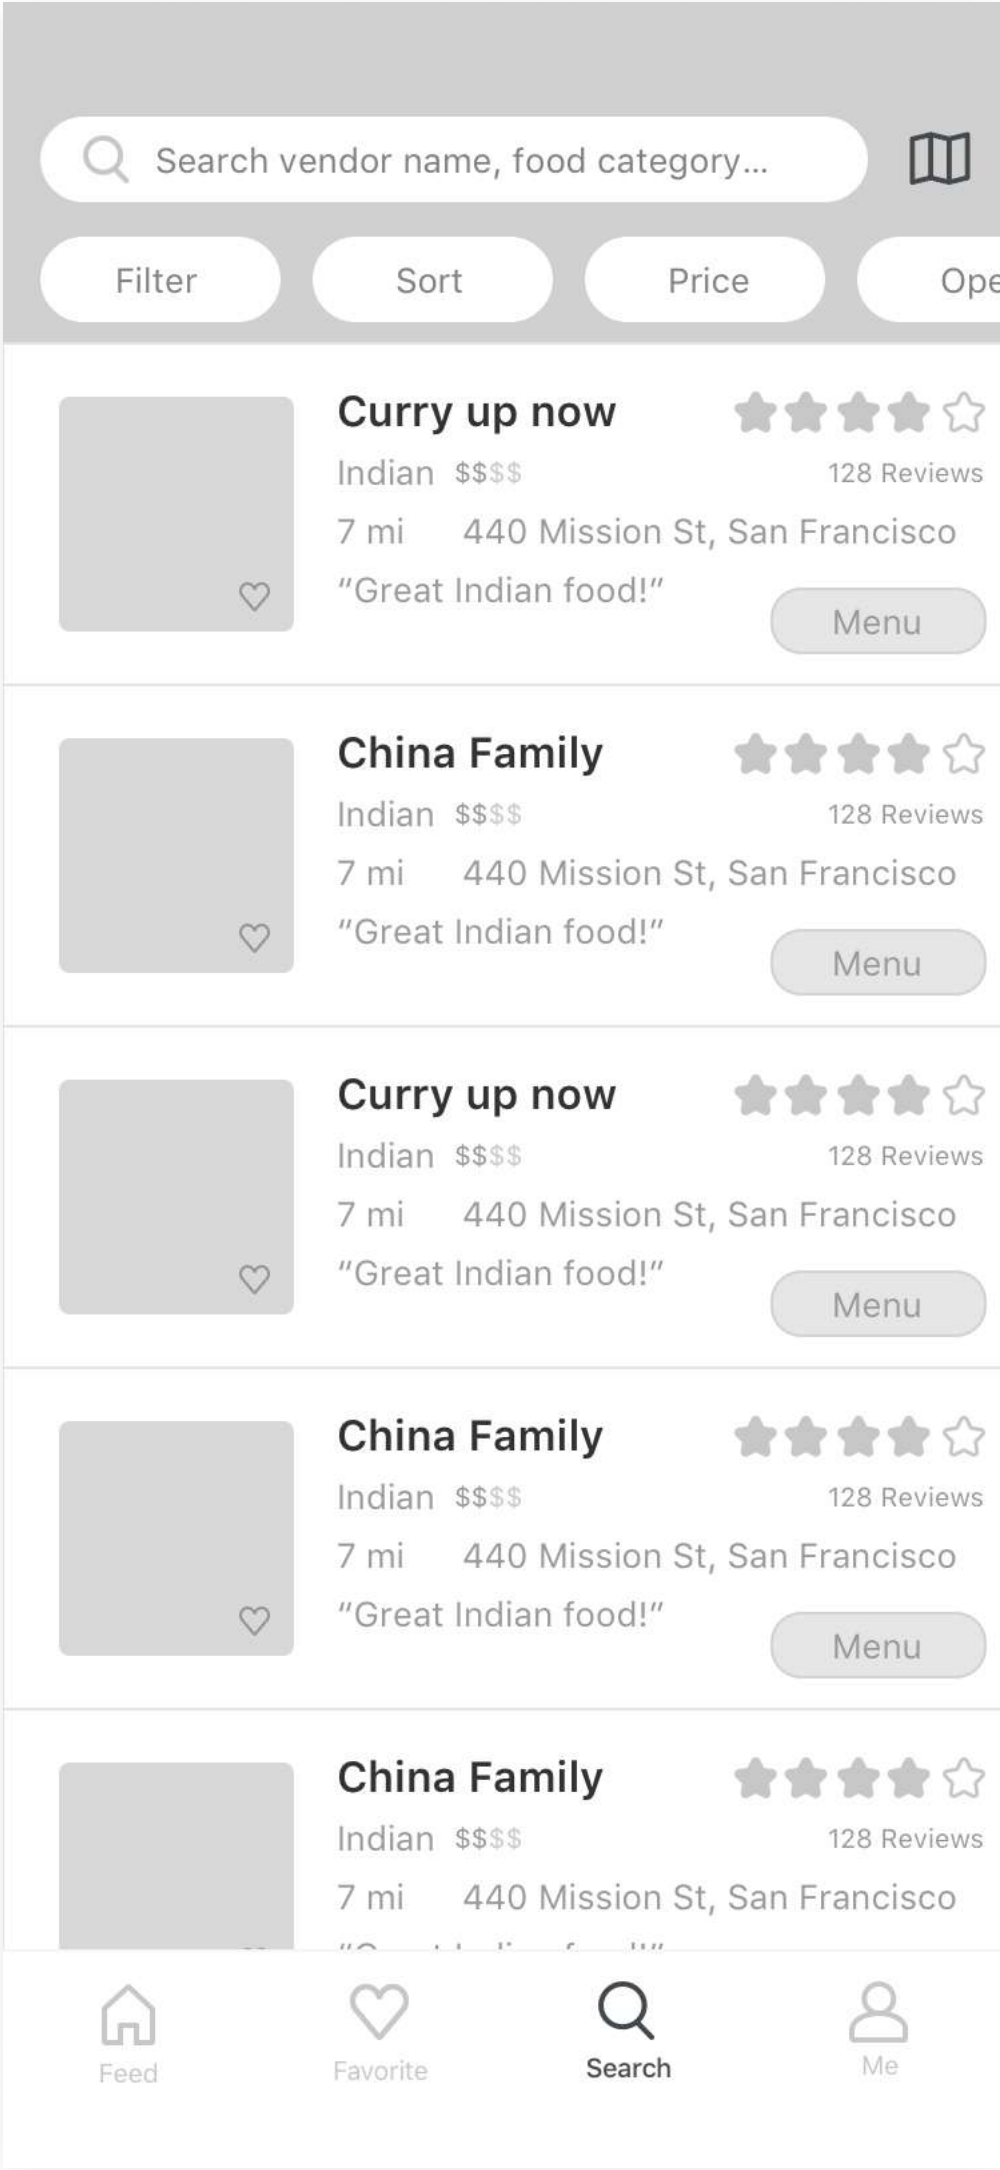 Search vendor name, food category...
Filter Sort Price Ope
Curry up now
Indian $$$$ 128 Reviews
7 mi 440 Mission St, San Francisco
“Great Indian food!”
Menu
China Family
Indian $$$$ 128 Reviews
7 mi 440 Mission St, San Francisco
“Great Indian food!”
Menu
Curry up now
Indian $$$$ 128 Reviews
7 mi 440 Mission St, San Francisco
“Great Indian food!”
Menu
China Family
Indian $$$$ 128 Reviews
7 mi 440 Mission St, San Francisco
“Great Indian food!”
Menu
China Family
Indian $$$$ 128 Reviews
7 mi 440 Mission St, San Francisco
Feed Favorite Search Me